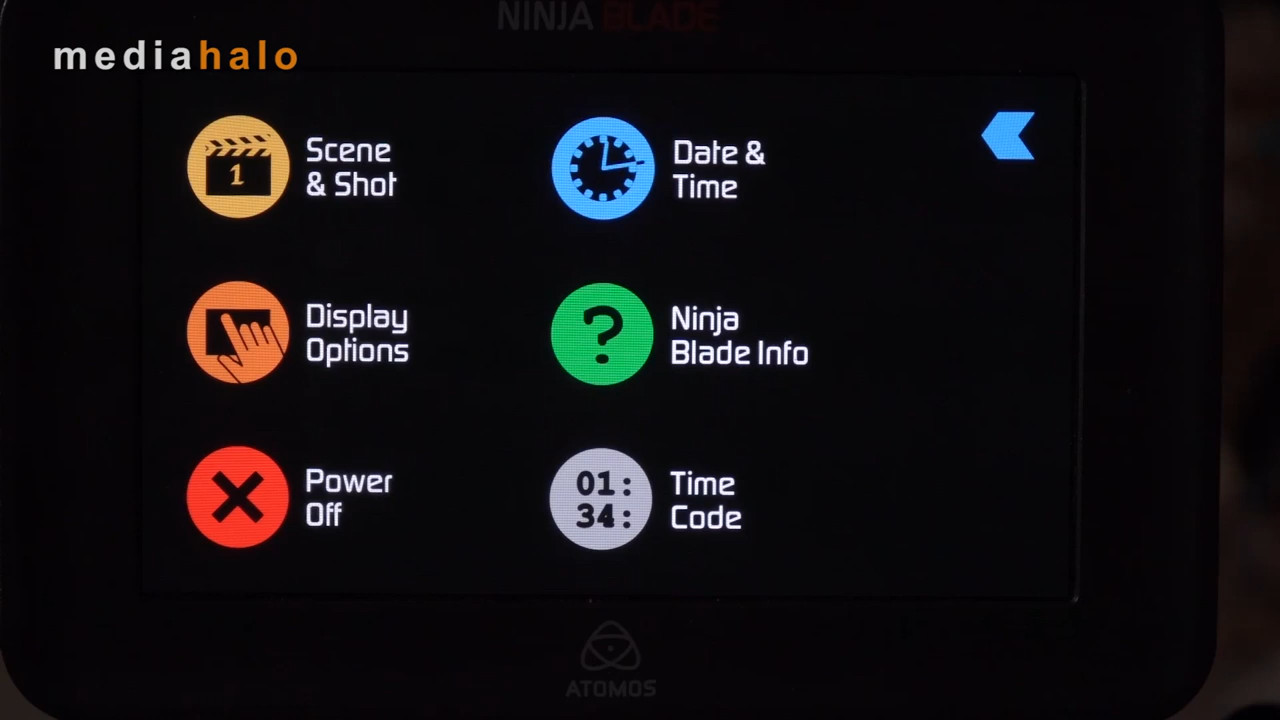 NINJA BLADE
mediahalo
Scene
& Shot
1
Date &
Time
Display
Options
?
Ninja
Blade Info
Power
Off
01:
34:
Time
Code
ATOMOS